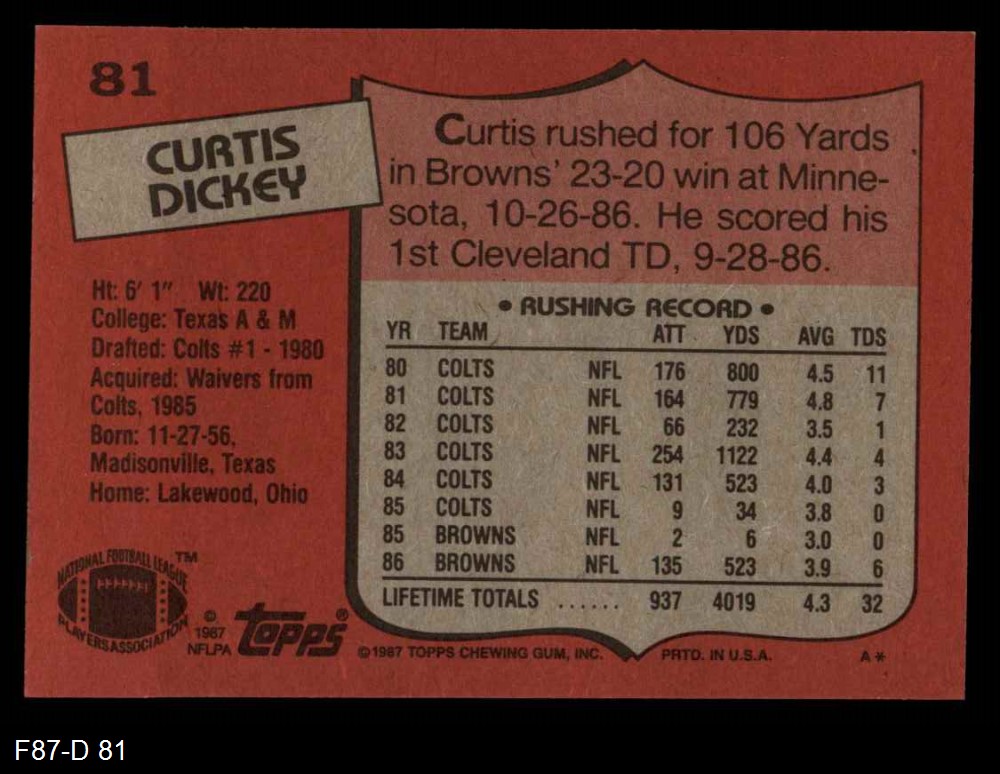 81
CURTIS
DICKEY
Ht: 6' 1" Wt: 220
College: Texas A & M
Drafted: Colts #1 - 1980
Acquired: Waivers from
Colts, 1985
Born: 11-27-56,
Madisonville, Texas
Home: Lakewood, Ohio
Curtis rushed for 106 Yards
in Browns' 23-20 win at Minne-
sota, 10-26-86. He scored his
1st Cleveland TD, 9-28-86.
• RUSHING RECORD •
YR TEAM ATT YDS AVG TDS
80 COLTS NFL 176 800 4.5 11
81 COLTS NFL 164 779 4.8 7
82 COLTS NFL 66 232 3.5 1
83 COLTS NFL 254 1122 4.4 4
84 COLTS NFL 131 523 4.0 3
85 COLTS NFL 9 34 3.8 0
85 BROWNS NFL 2 6 3.0 0
86 BROWNS NFL 135 523 3.9 6
LIFETIME TOTALS ...... 937 4019 4.3 32
NATIONAL FOOTBALL LEAGUE ™
PLAYERS ASSOCIATION
© 1987
NFLPA
topps®
©1987 TOPPS CHEWING GUM, INC. PRTD. IN U.S.A. A*
F87-D 81